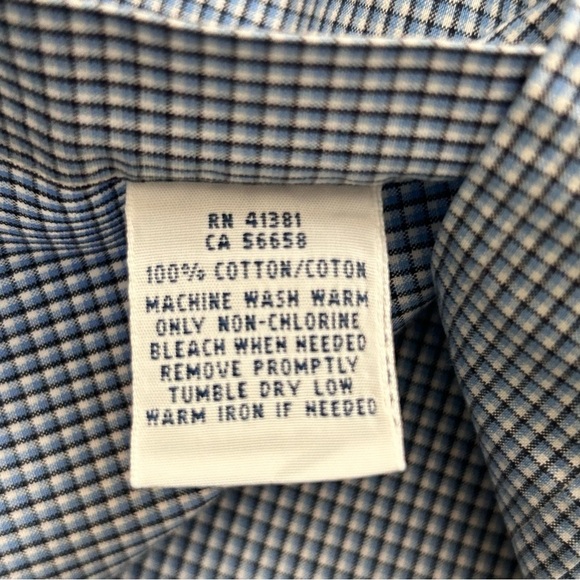 RN 41381
CA 56658
100% COTTON/COTON
MACHINE WASH WARM
ONLY NON-CHLORINE
BLEACH WHEN NEEDED
REMOVE PROMPTLY
TUMBLE DRY LOW
WARM IRON IF NEEDED